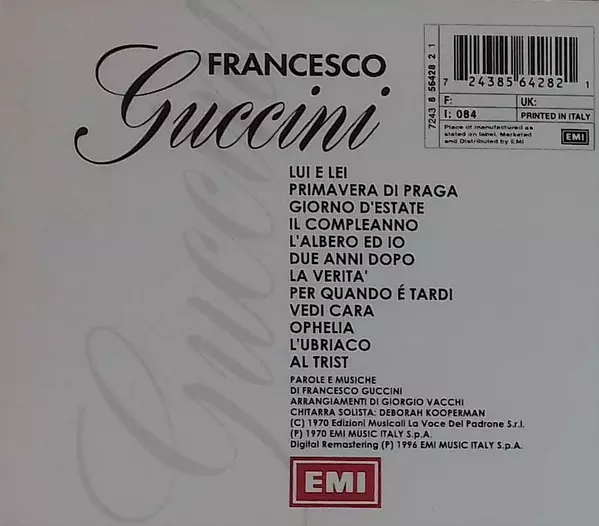 FRANCESCO
Guccini
Guccini
7243 8 56428 2 1
7 24385 64282 1
F:
UK:
I: 084
PRINTED IN ITALY
Place of manufacture as
stated on label. Marketed
and Distributed by EMI
EMI
LUI E LEI
PRIMAVERA DI PRAGA
GIORNO D'ESTATE
IL COMPLEANNO
L'ALBERO ED IO
DUE ANNI DOPO
LA VERITA'
PER QUANDO É TARDI
VEDI CARA
OPHELIA
L'UBRIACO
AL TRIST
PAROLE E MUSICHE
DI FRANCESCO GUCCINI
ARRANGIAMENTI DI GIORGIO VACCHI
CHITARRA SOLISTA: DEBORAH KOOPERMAN
(C) 1970 Edizioni Musicali La Voce Del Padrone S.r.l.
(P) 1970 EMI MUSIC ITALY S.p.A.
Digital Remastering (P) 1996 EMI MUSIC ITALY S.p.A.
EMI